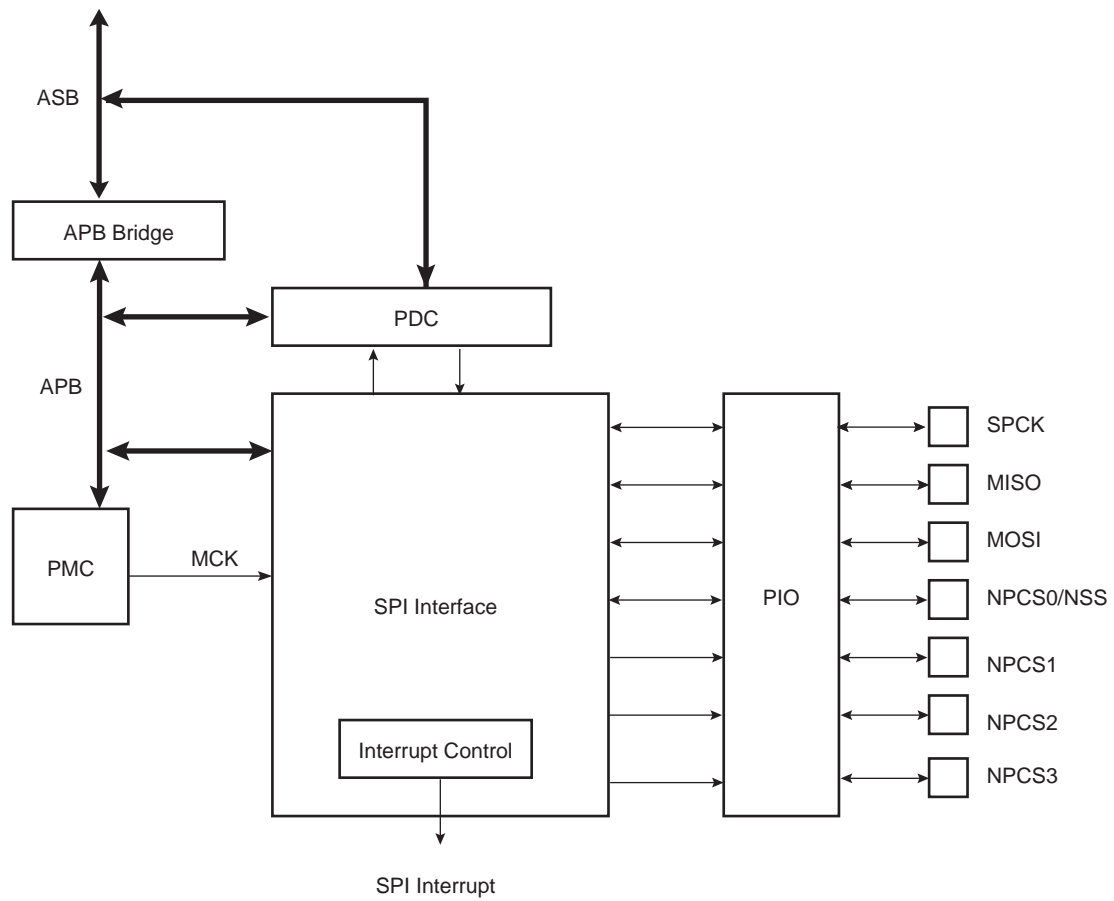 ASB
APB Bridge
PDC
APB
SPCK
MISO
MOSI
PMC
MCK
SPI Interface
PIO
NPCS0/NSS
NPCS1
NPCS2
Interrupt Control
NPCS3
SPI Interrupt